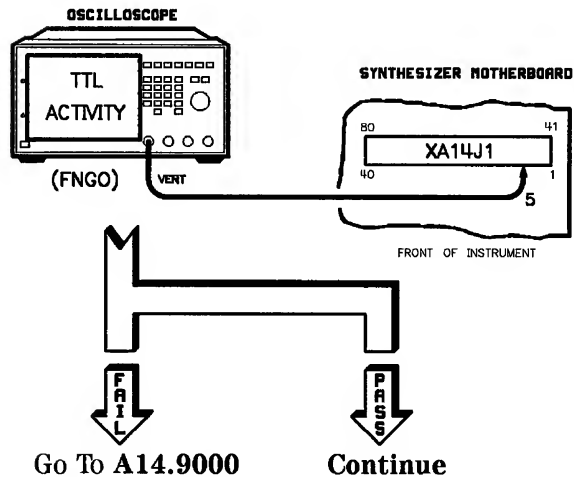 OSCILLOSCOPE
TTL
ACTIVITY
(FNGO)
VERT
SYNTHESIZER MOTHERBOARD
80 41
XA14J1
40 1
5
FRONT OF INSTRUMENT
FAIL
PASS
Go To A14.9000
Continue